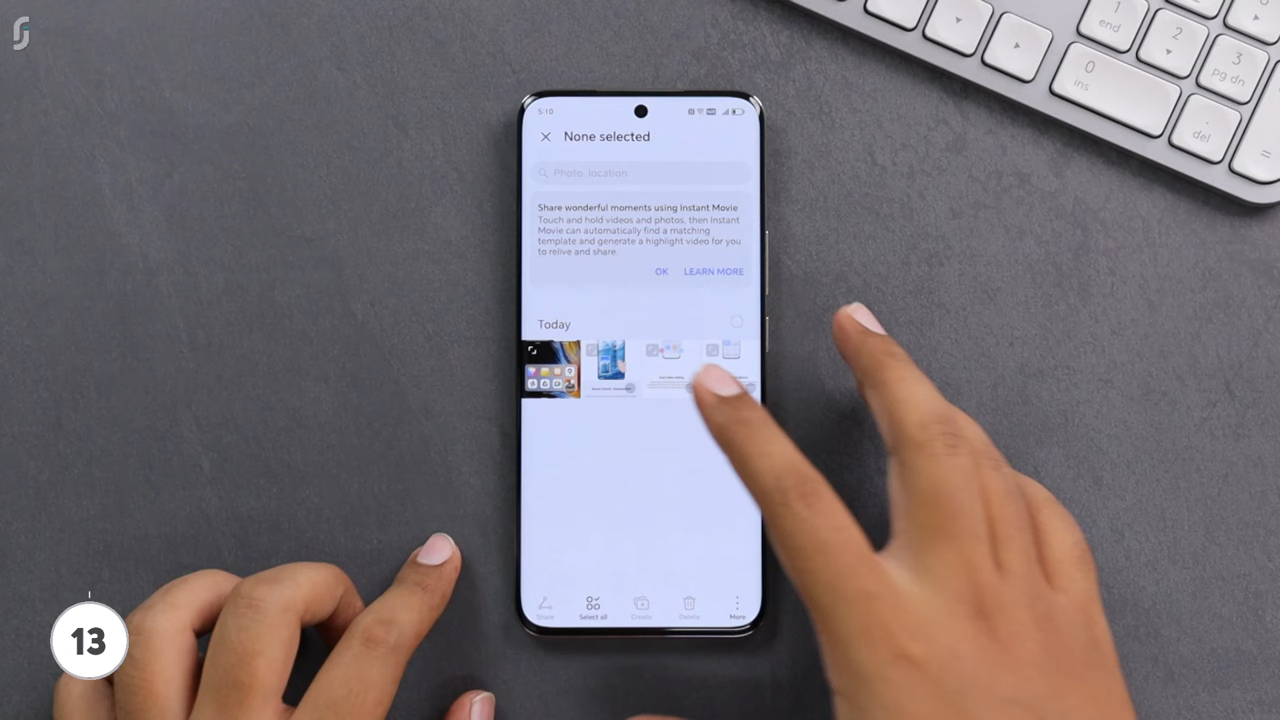 1
end
2
3
pg dn
0
ins
.
del
=
5:10
None selected
Photo, location
Share wonderful moments using Instant Movie
Touch and hold videos and photos, then Instant
Movie can automatically find a matching
template and generate a highlight video for you
to relive and share.
OK LEARN MORE
Today
Share Select all Create Delete More
13